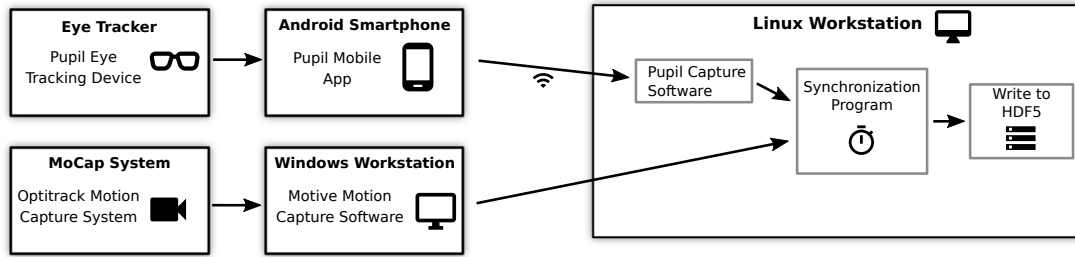 Eye Tracker
Pupil Eye
Tracking Device
Android Smartphone
Pupil Mobile
App
Linux Workstation
Pupil Capture
Software
Synchronization
Program
Write to
HDF5
MoCap System
Optitrack Motion
Capture System
Windows Workstation
Motive Motion
Capture Software